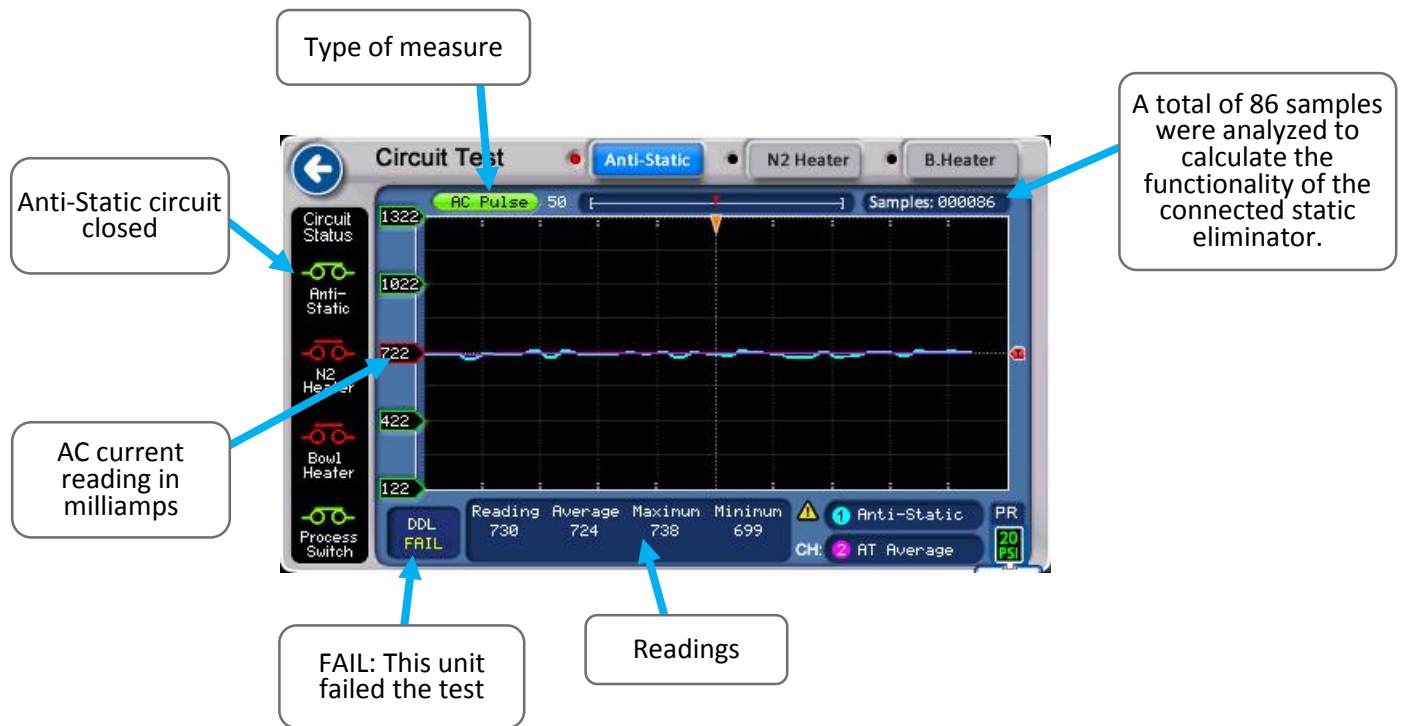 Type of measure
A total of 86 samples
were analyzed to
calculate the
functionality of the
connected static
eliminator.
Anti-Static circuit
closed
AC current
reading in
milliamps
FAIL: This unit
failed the test
Readings
Circuit Test
Anti-Static
N2 Heater
B.Heater
AC Pulse
50
Samples: 000086
Circuit
Status
Anti-
Static
N2
Heater
Bowl
Heater
Process
Switch
1322
1022
722
422
122
DDL
FAIL
Reading Average Maximun Minimun
730 724 738 699
1 Anti-Static
CH: 2 AT Average
PR
20
PSI